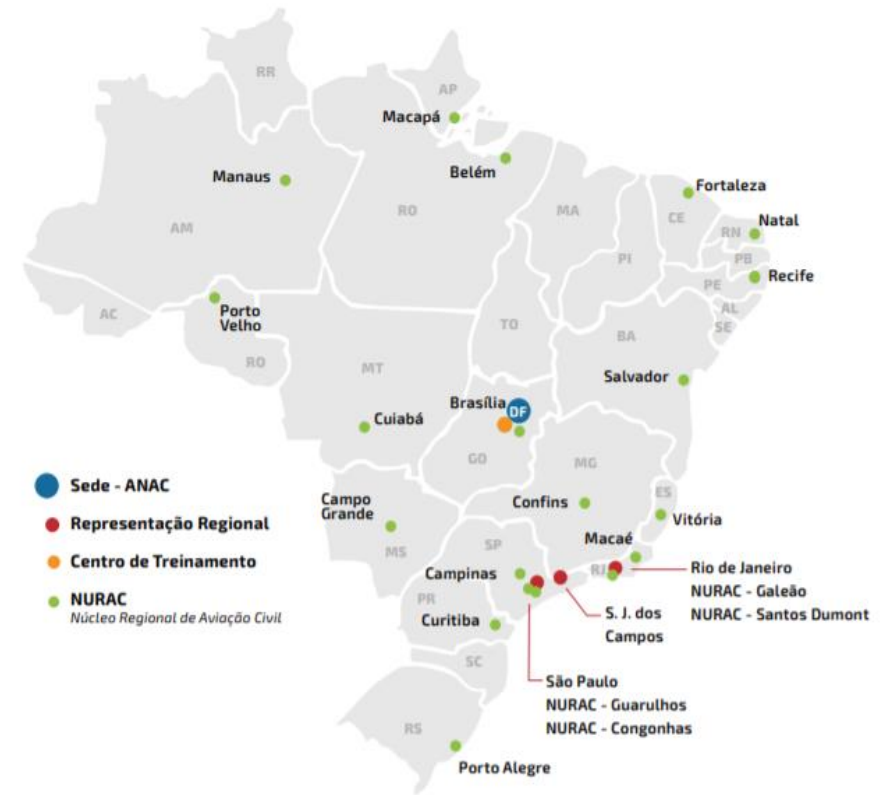 RR
AP
Macapá
Belém
Manaus
Fortaleza
RO
MA
CE
Natal
RN
AM
PI
PB
Recife
PE
AC
Porto
Velho
AL
SE
TO
BA
RO
MT
Salvador
Brasília
DF
Cuiabá
GO
MG
Sede - ANAC
Campo
Grande
Confins
ES
Vitória
Representação Regional
MS
SP
Macaé
Centro de Treinamento
Campinas
RJ
Rio de Janeiro
NURAC - Galeão
NURAC - Santos Dumont
NURAC
Núcleo Regional de Aviação Civil
PR
Curitiba
S. J. dos
Campos
SC
São Paulo
NURAC - Guarulhos
NURAC - Congonhas
RS
Porto Alegre